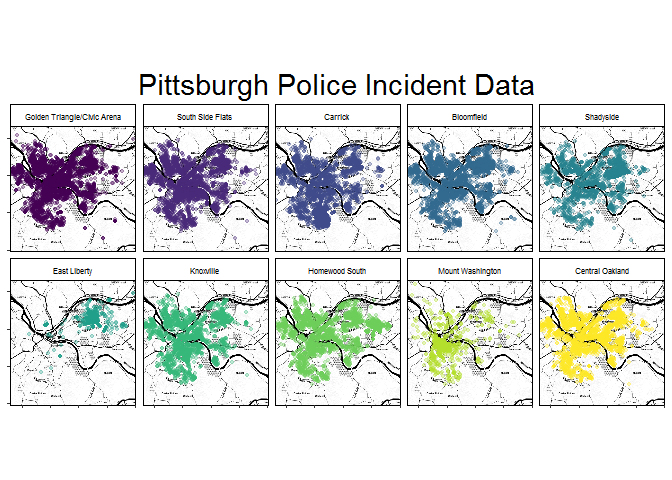 Pittsburgh Police Incident Data
Golden Triangle/Civic Arena
South Side Flats
Carrick
Bloomfield
Shadyside
East Liberty
Knoxville
Homewood South
Mount Washington
Central Oakland